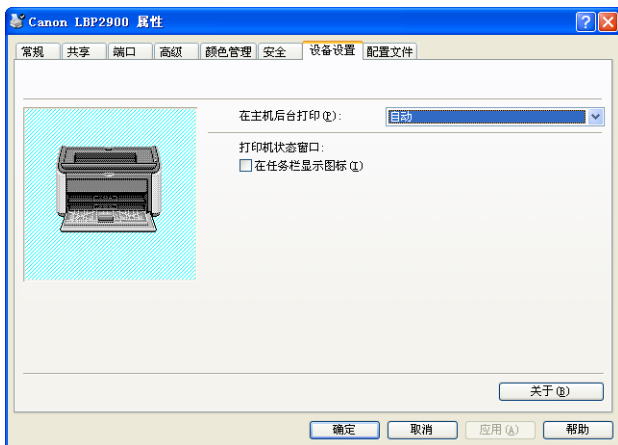 Canon LBP2900 属性
常规 共享 端口 高级 颜色管理 安全 设备设置 配置文件
在主机后台打印(P): 自动
打印机状态窗口:
在任务栏显示图标(I)
关于(B)
确定 取消 应用(A) 帮助